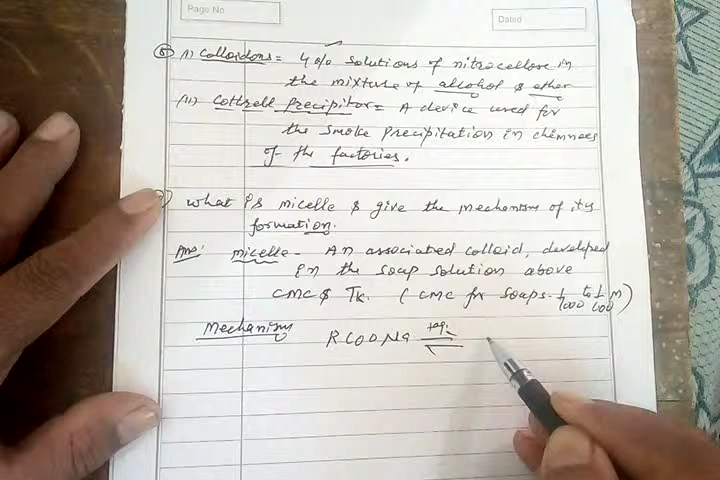 Page No
Dated
⑤ (i) Colloidons = 4% solutions of nitrocellose in
the mixture of alcohol & ether
(ii) Cottrell precipitor = A device used for
the smoke precipitation in chimnees
of the factories.
what is micelle & give the mechanism of its
formation.
Ans: micelle - An associated colloid, developed
in the soap solution above
CMC & Tk. (CMC for soaps - 1/1000 to 1/100 M)
Mechanism RCOONa +aq. ⇌